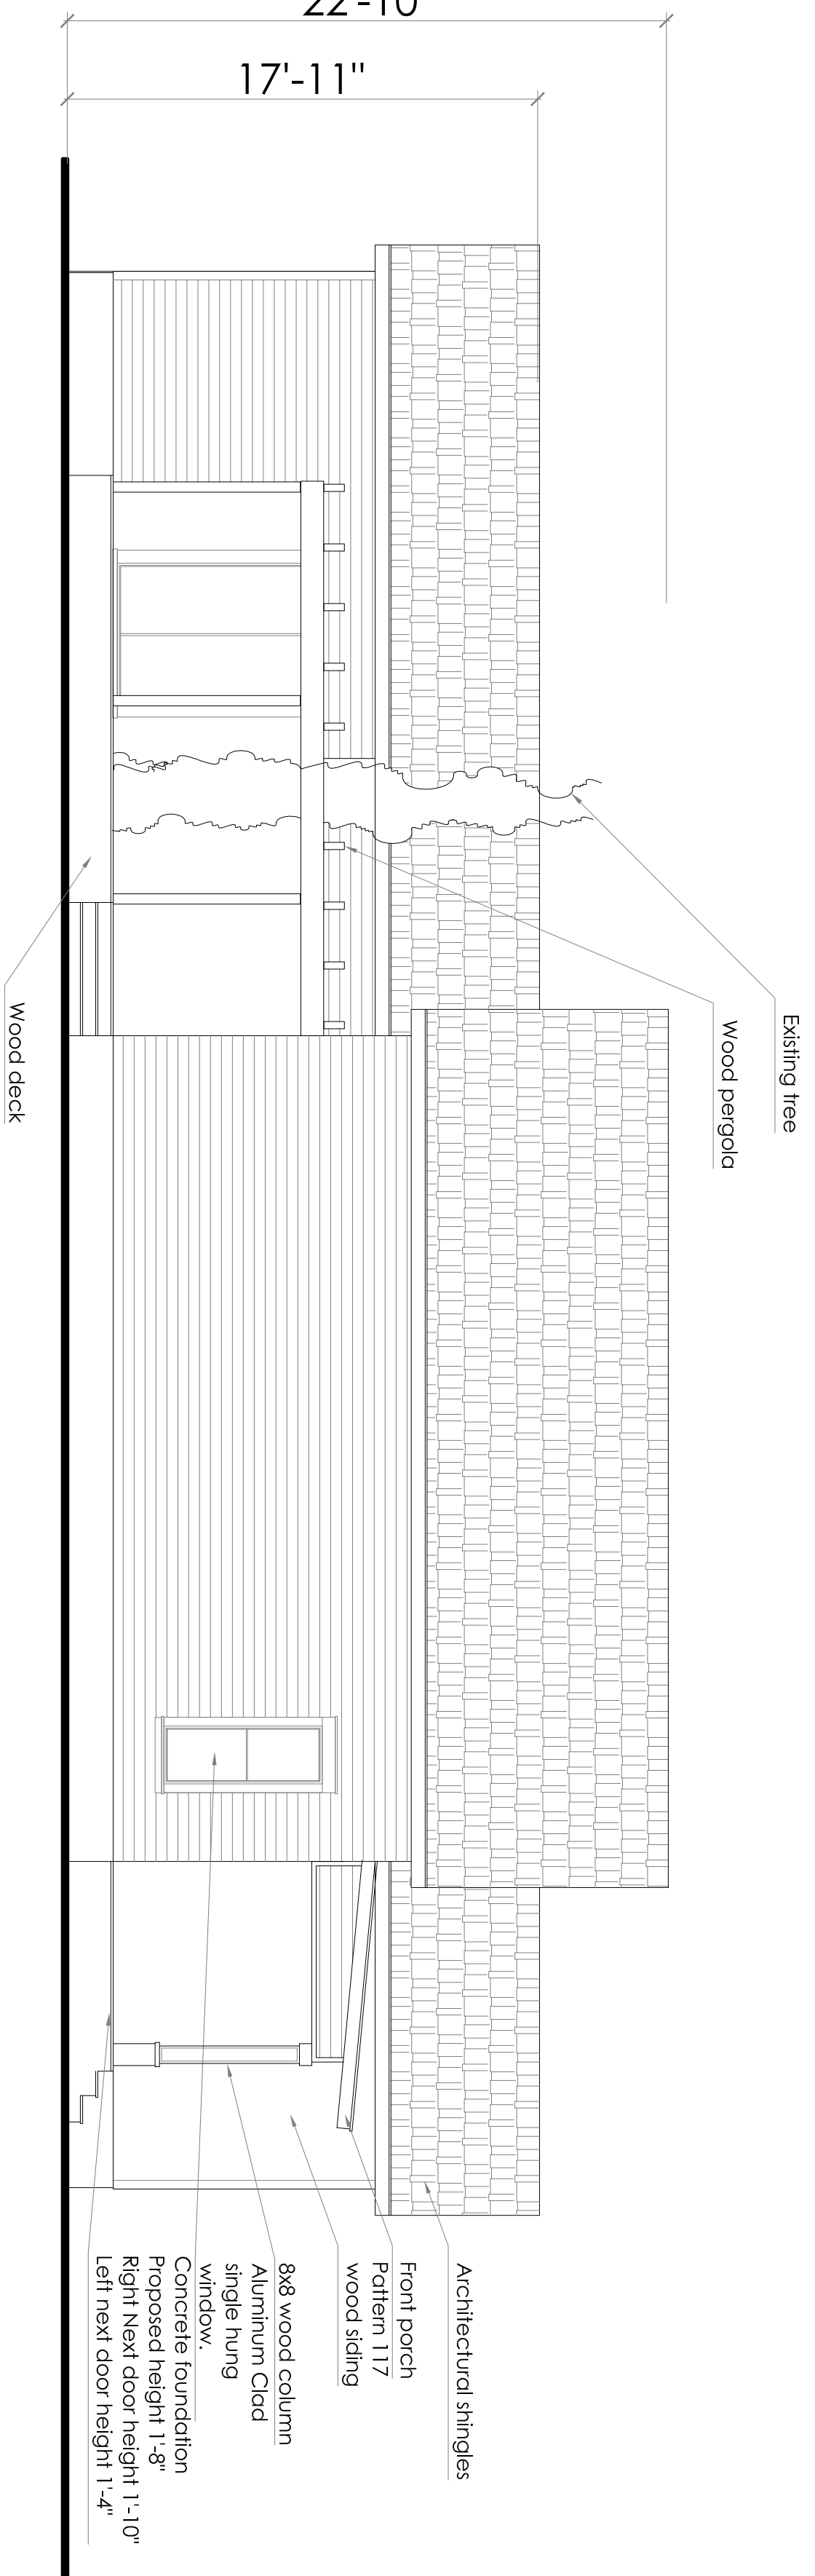 22'-10
17'-11"
Existing tree
Wood pergola
Wood deck
Architectural shingles
Front porch
Pattern 117
wood siding
8x8 wood column
Aluminum Clad
single hung
window.
Concrete foundation
Proposed height 1'-8"
Right Next door height 1'-10"
Left next door height 1'-4"